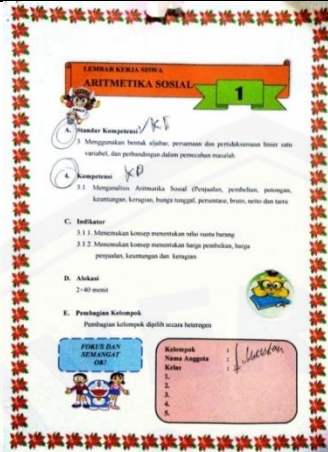 LEMBAR KERJA SISWA
ARITMETIKA SOSIAL
1
A. Standar Kompetensi / KI
3 Menggunakan bentuk aljabar, persamaan dan pertidaksamaan linier satu
variabel, dan perbandingan dalam pemecahan masalah
4. Kompetensi KD
3.1. Menganalisis Aritmatika Sosial (Penjualan, pembelian, potongan,
keuntungan, kerugian, bunga tunggal, persentase, bruto, netto dan tarra
C. Indikator
3.1.1 Menemukan konsep menentukan nilai suatu barang
3.1.2 Menemukan konsep menentukan harga pembelian, harga
penjualan, keuntungan dan kerugian
D. Alokasi
2×40 menit
E. Pembagian Kelompok
Pembagian kelompok dipilih secara heterogen
FOKUS DAN
SEMANGAT
OK!
Kelompok :
Nama Anggota :
Kelas :
1.
2.
3.
4.
5.